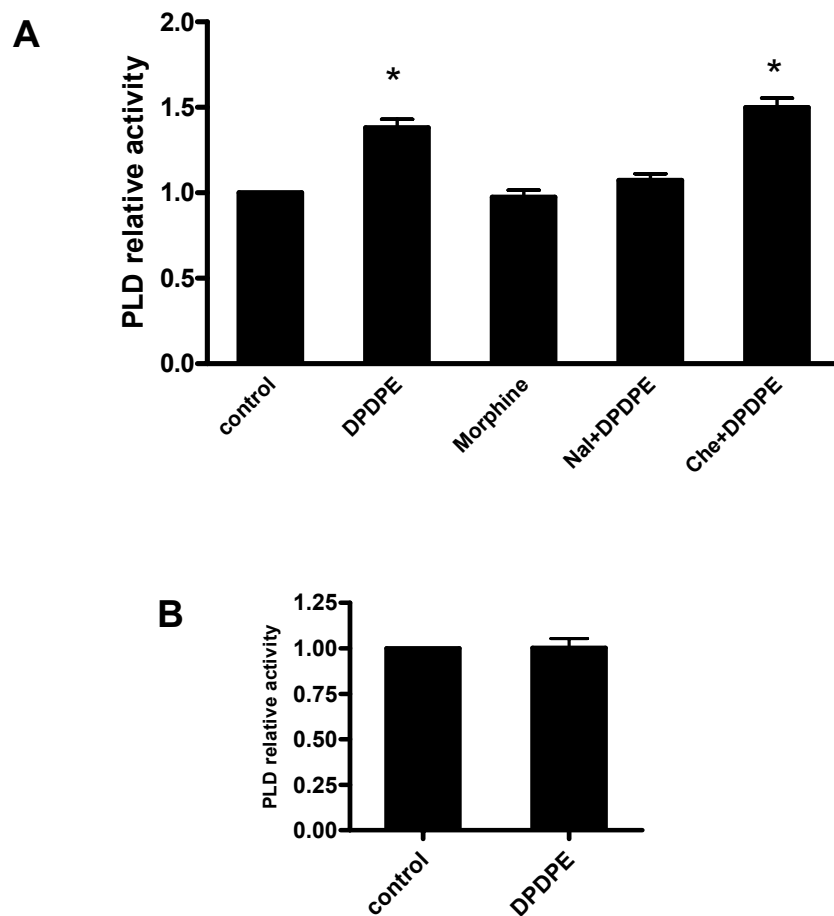 A
PLD relative activity
2.0
1.5
1.0
0.5
0.0
*
*
control
DPDPE
Morphine
Nal+DPDPE
Che+DPDPE
B
PLD relative activity
1.25
1.00
0.75
0.50
0.25
0.00
control
DPDPE